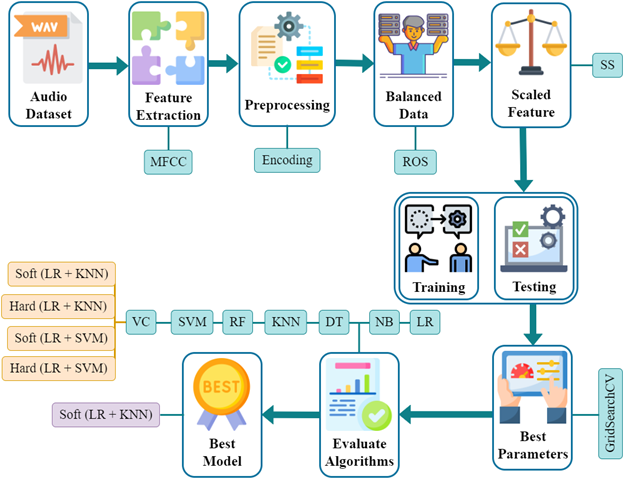 WAV
Audio
Dataset
Feature
Extraction
Preprocessing
Balanced
Data
Scaled
Feature
SS
MFCC
Encoding
ROS
Training
Testing
Soft (LR + KNN)
Hard (LR + KNN)
Soft (LR + SVM)
Hard (LR + SVM)
VC
SVM
RF
KNN
DT
NB
LR
Soft (LR + KNN)
BEST
Best
Model
Evaluate
Algorithms
Best
Parameters
GridSearchCV